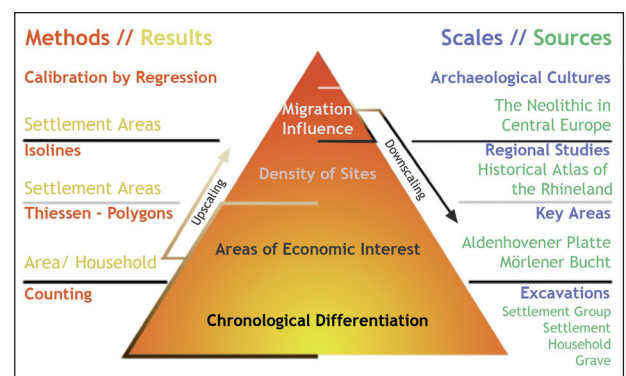 Methods // Results
Scales // Sources
Calibration by Regression
Archaeological Cultures
Migration
Influence
The Neolithic in
Central Europe
Settlement Areas
Isolines
Regional Studies
Downscaling
Upscaling
Density of Sites
Historical Atlas of
the Rhineland
Settlement Areas
Thiessen - Polygons
Key Areas
Areas of Economic Interest
Aldenhovener Platte
Mörlener Bucht
Area/ Household
Counting
Excavations
Chronological Differentiation
Settlement Group
Settlement
Household
Grave